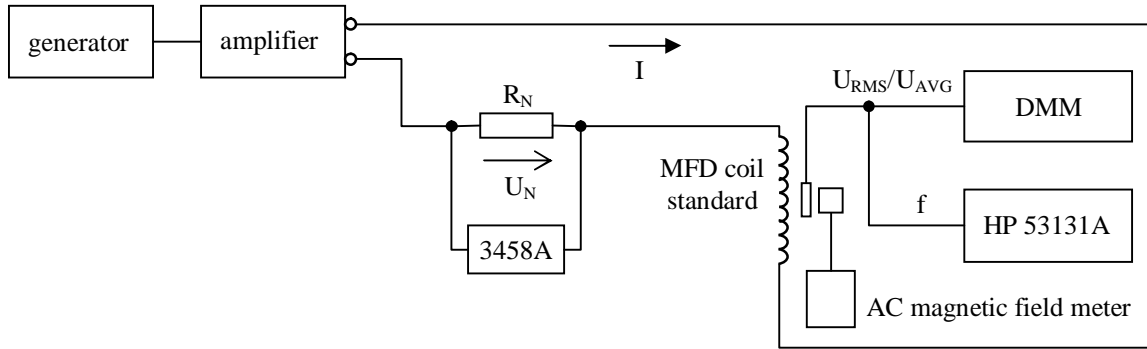 generator
amplifier
I
R_N
U_N
3458A
MFD coil
standard
U_RMS/U_AVG
DMM
f
HP 53131A
AC magnetic field meter